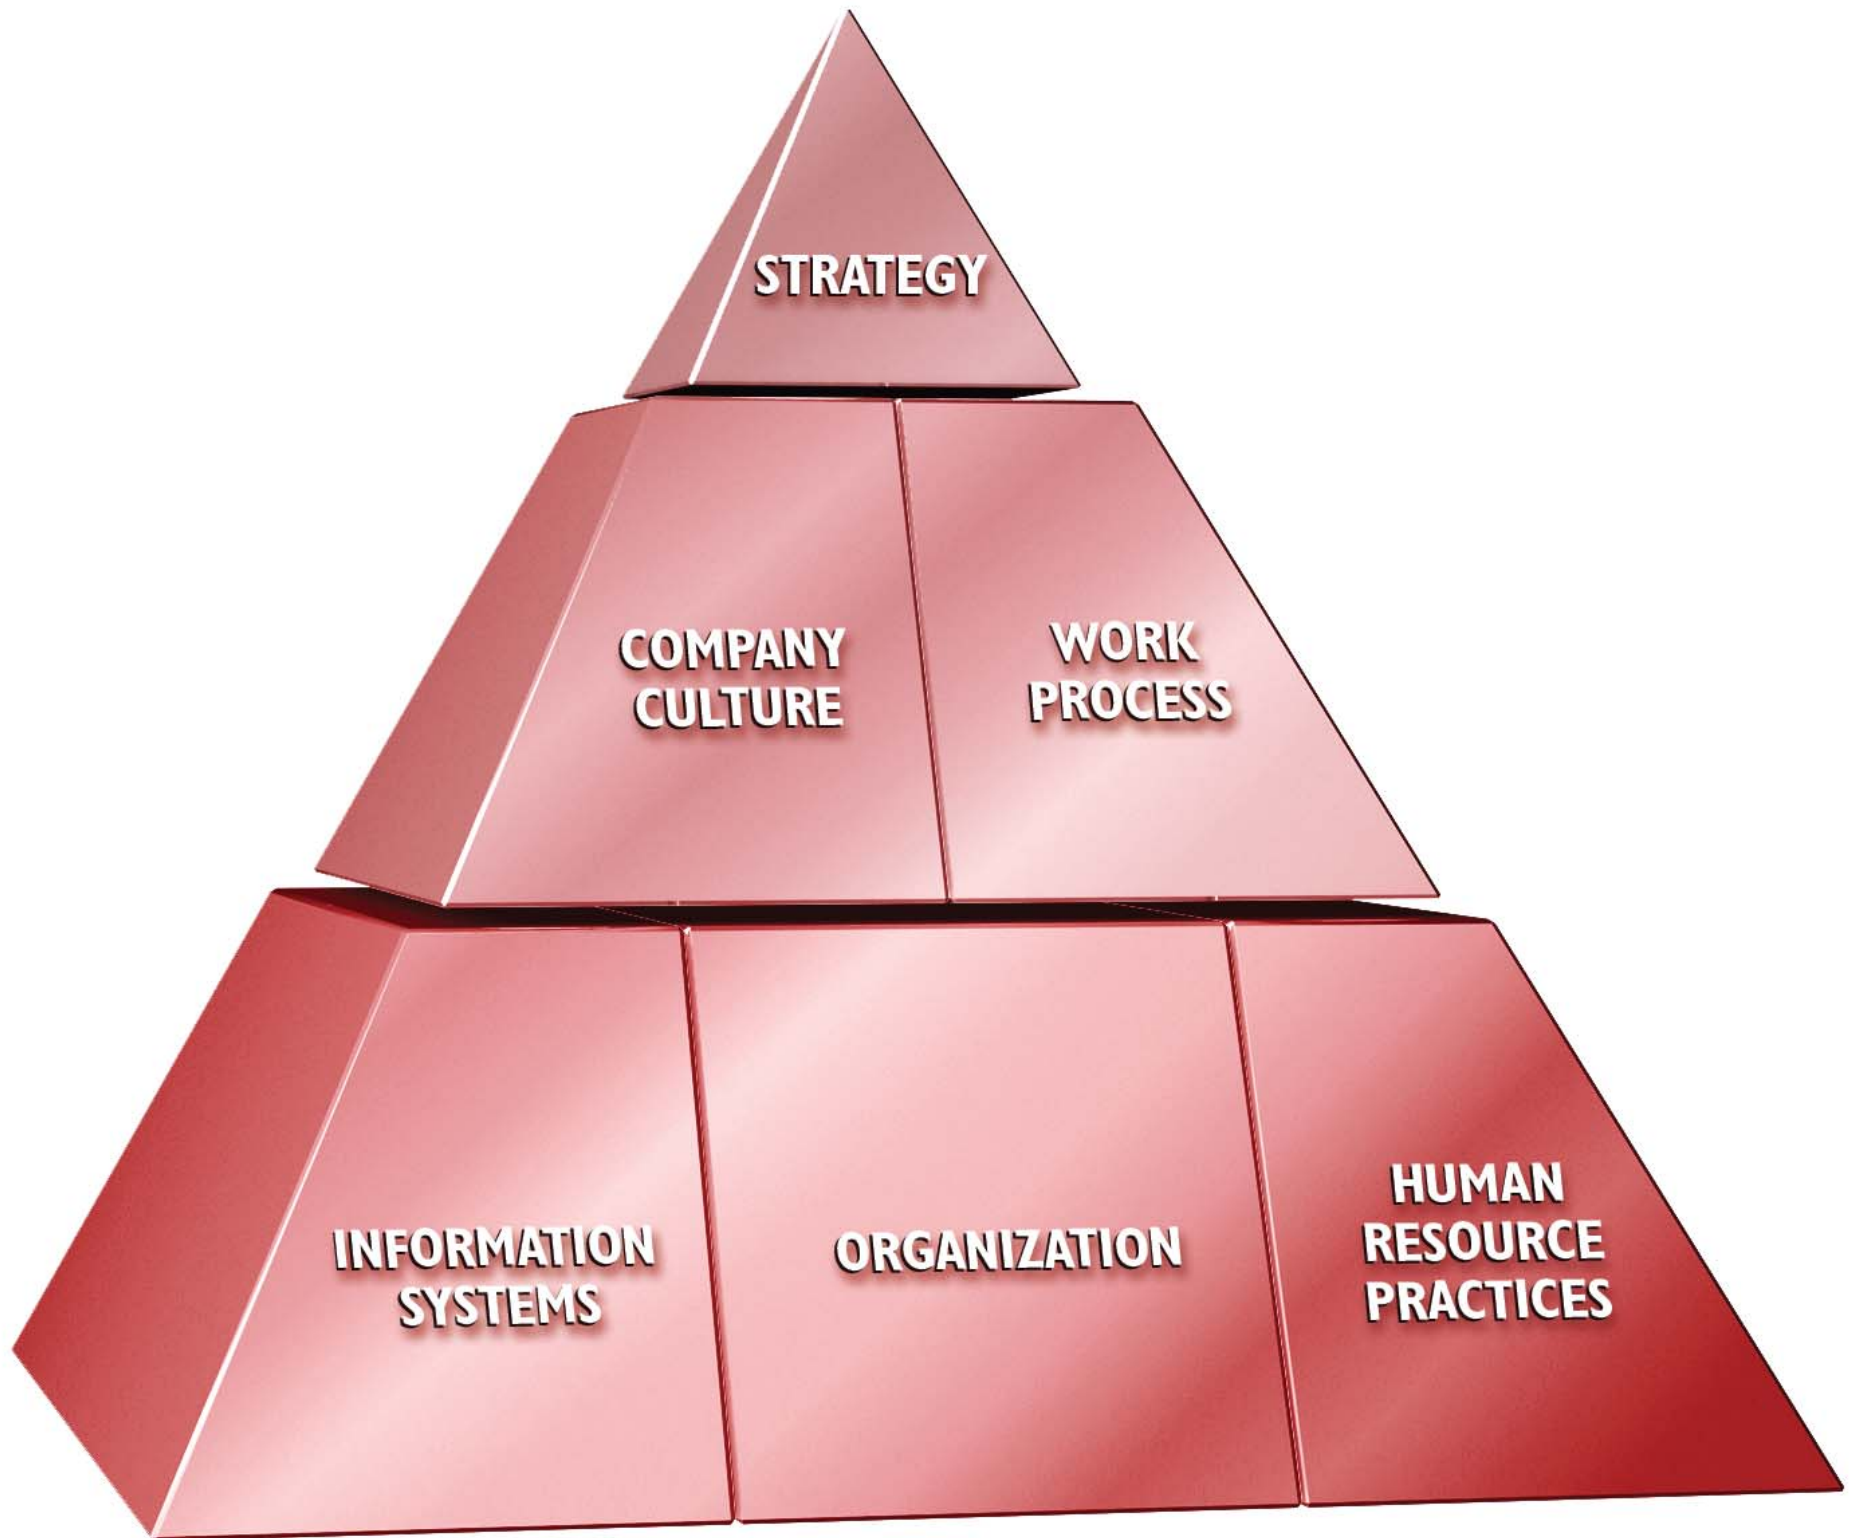 STRATEGY
COMPANY
CULTURE
WORK
PROCESS
INFORMATION
SYSTEMS
ORGANIZATION
HUMAN
RESOURCE
PRACTICES